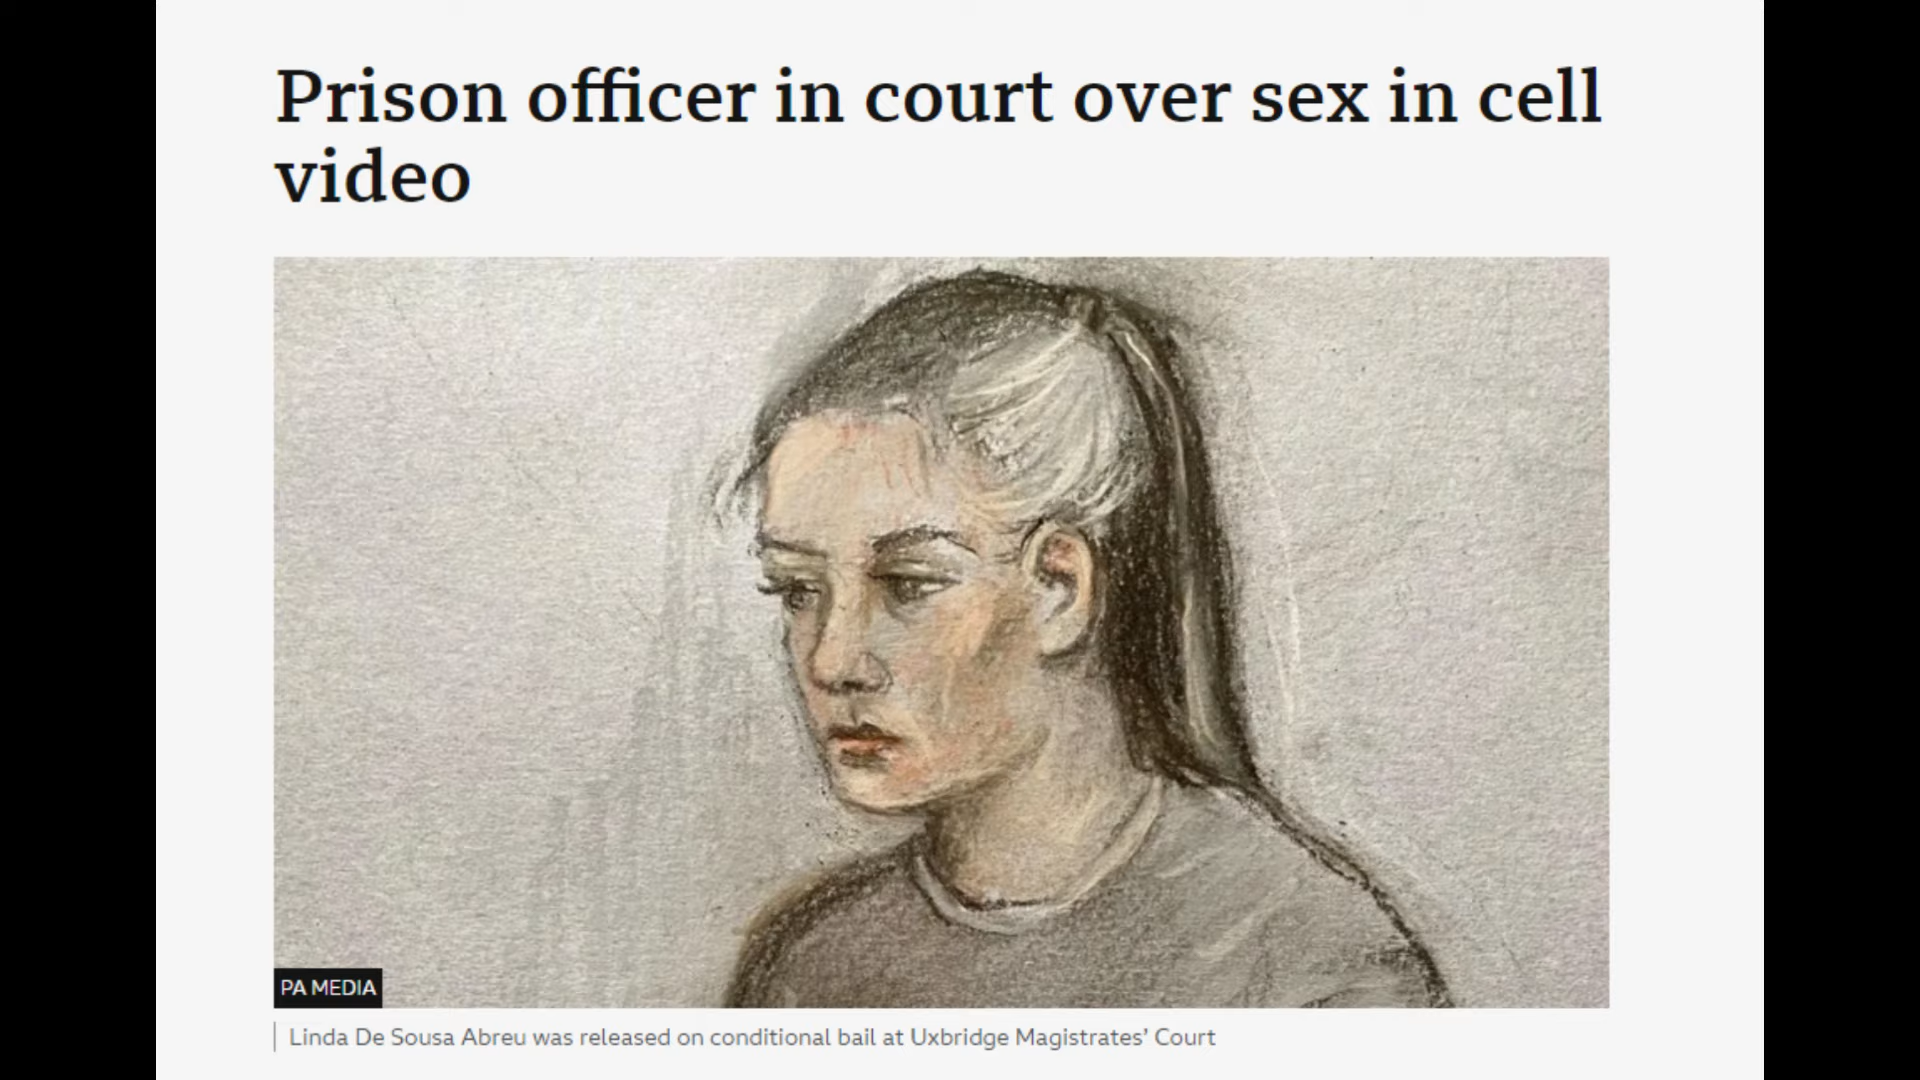 Prison officer in court over sex in cell
video
PA MEDIA
Linda De Sousa Abreu was released on conditional bail at Uxbridge Magistrates’ Court